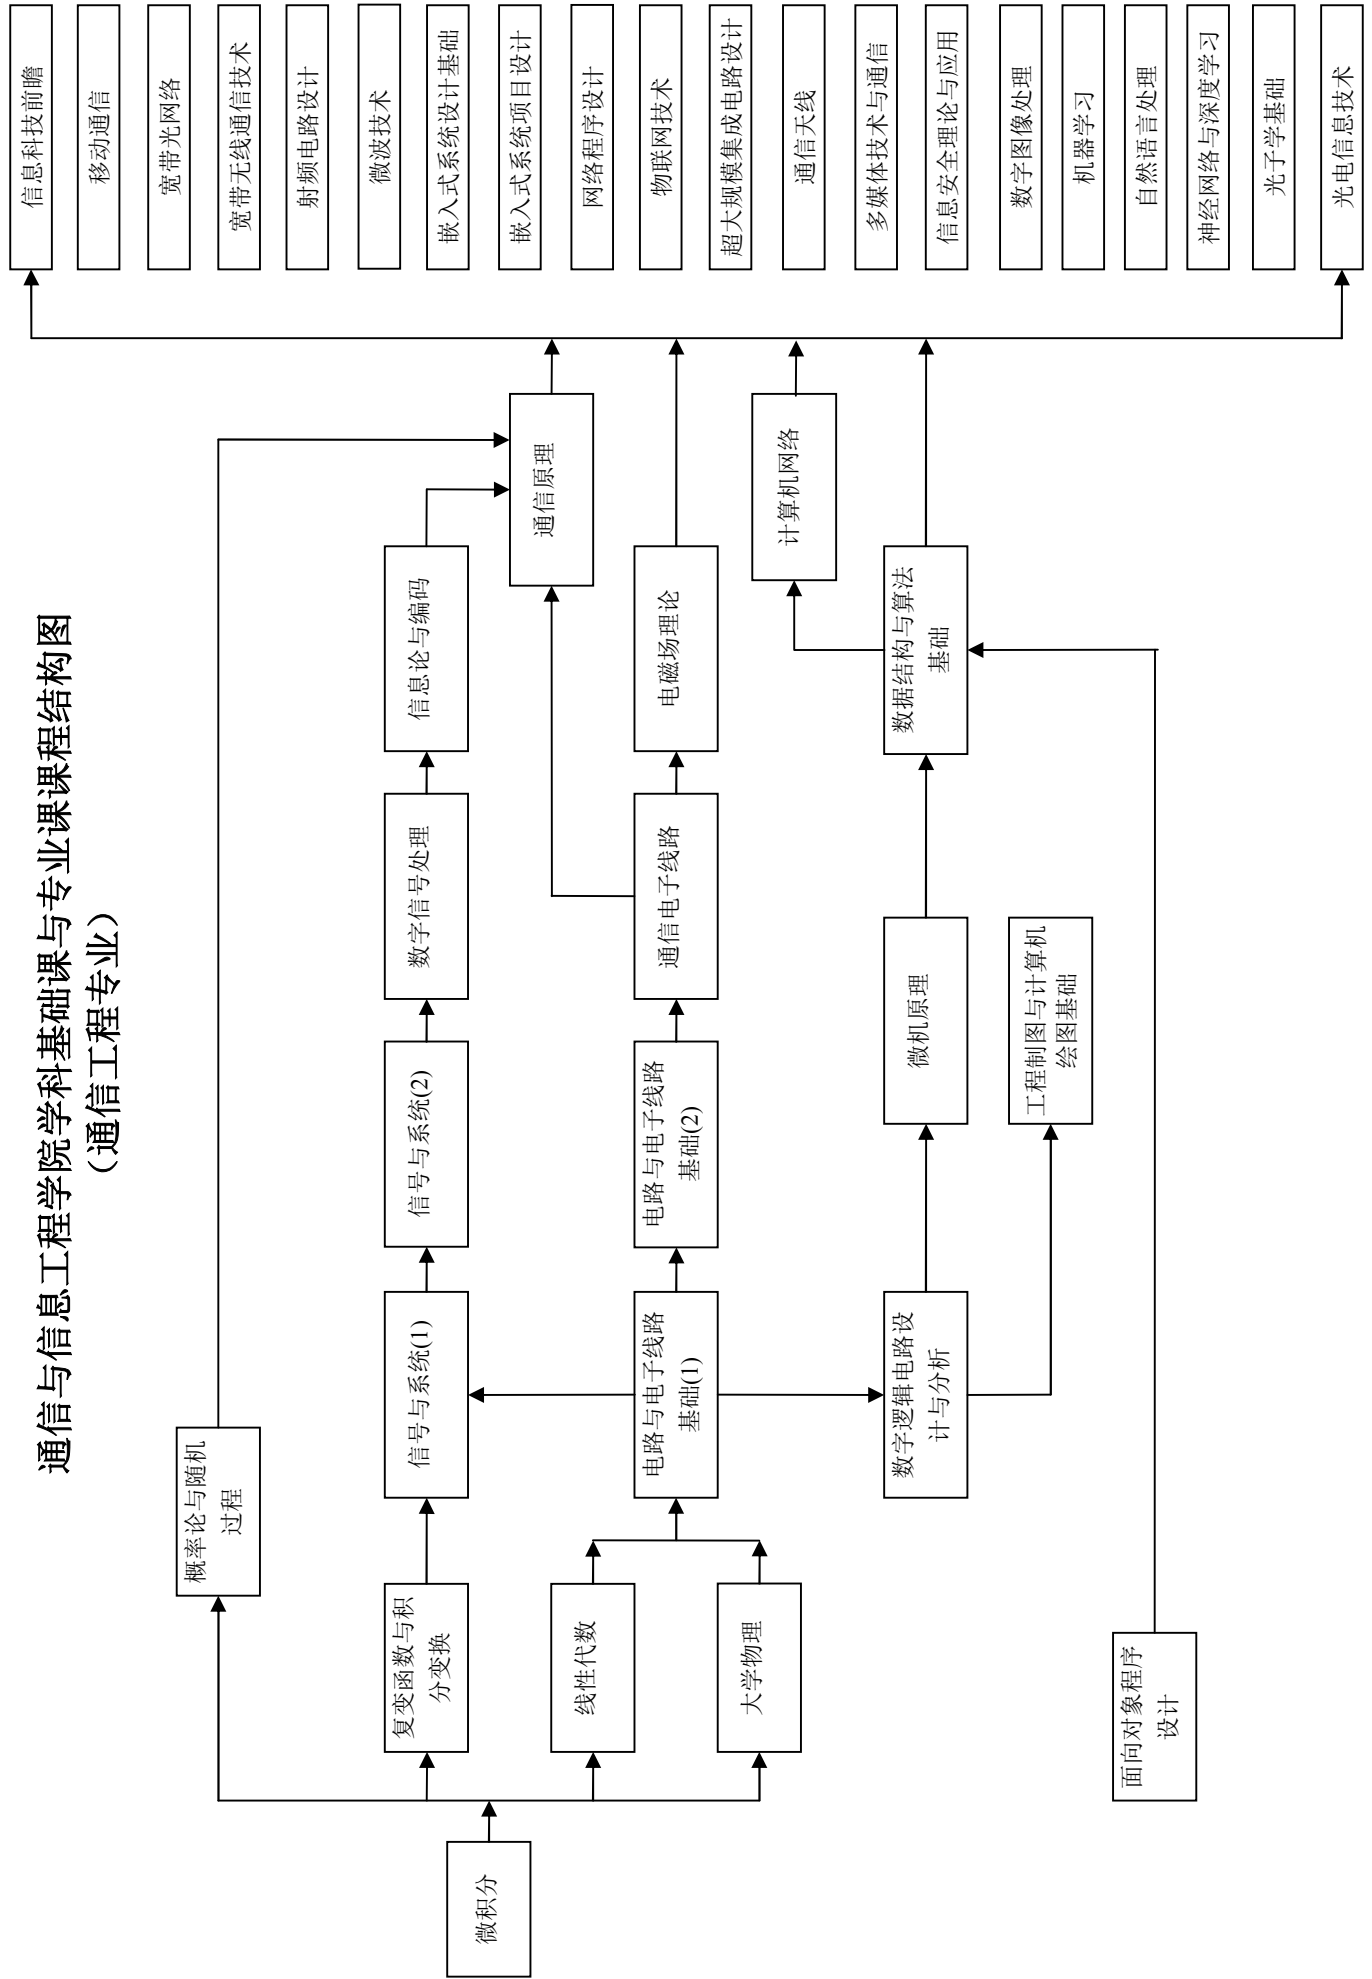 通信与信息工程学院学科基础课与专业课课程结构图
（通信工程专业）
微积分
概率论与随机
过程
复变函数与积
分变换
线性代数
大学物理
面向对象程序
设计
信号与系统(1)
电路与电子线路
基础(1)
数字逻辑电路设
计与分析
信号与系统(2)
电路与电子线路
基础(2)
微机原理
工程制图与计算机
绘图基础
数字信号处理
通信电子线路
信息论与编码
电磁场理论
数据结构与算法
基础
通信原理
计算机网络
信息科技前瞻
移动通信
宽带光网络
宽带无线通信技术
射频电路设计
微波技术
嵌入式系统设计基础
嵌入式系统项目设计
网络程序设计
物联网技术
超大规模集成电路设计
通信天线
多媒体技术与通信
信息安全理论与应用
数字图像处理
机器学习
自然语言处理
神经网络与深度学习
光子学基础
光电信息技术